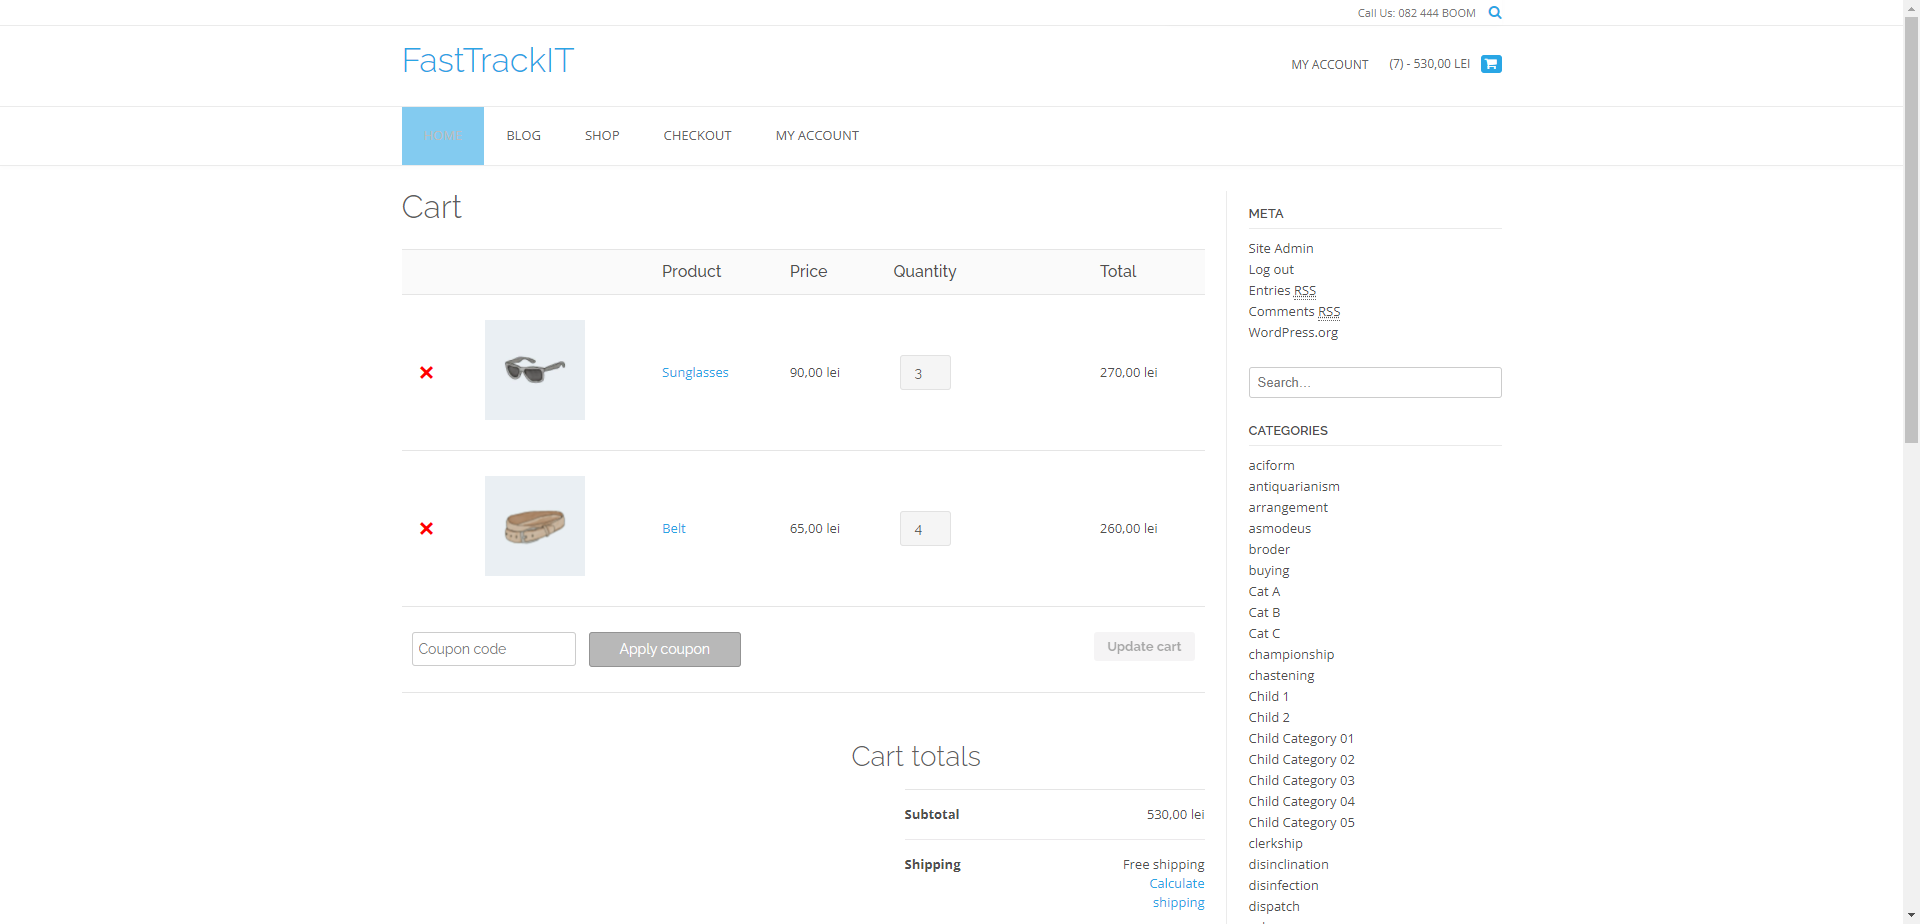 Call Us: 082 444 BOOM
FastTrackIT
MY ACCOUNT (7) - 530,00 LEI
HOME BLOG SHOP CHECKOUT MY ACCOUNT
Cart
Product Price Quantity Total
Sunglasses 90,00 lei 3 270,00 lei
Belt 65,00 lei 4 260,00 lei
Coupon code Apply coupon Update cart
Cart totals
Subtotal 530,00 lei
Shipping Free shipping
Calculate
shipping
META
Site Admin
Log out
Entries RSS
Comments RSS
WordPress.org
Search...
CATEGORIES
aciform
antiquarianism
arrangement
asmodeus
broder
buying
Cat A
Cat B
Cat C
championship
chastening
Child 1
Child 2
Child Category 01
Child Category 02
Child Category 03
Child Category 04
Child Category 05
clerkship
disinclination
disinfection
dispatch